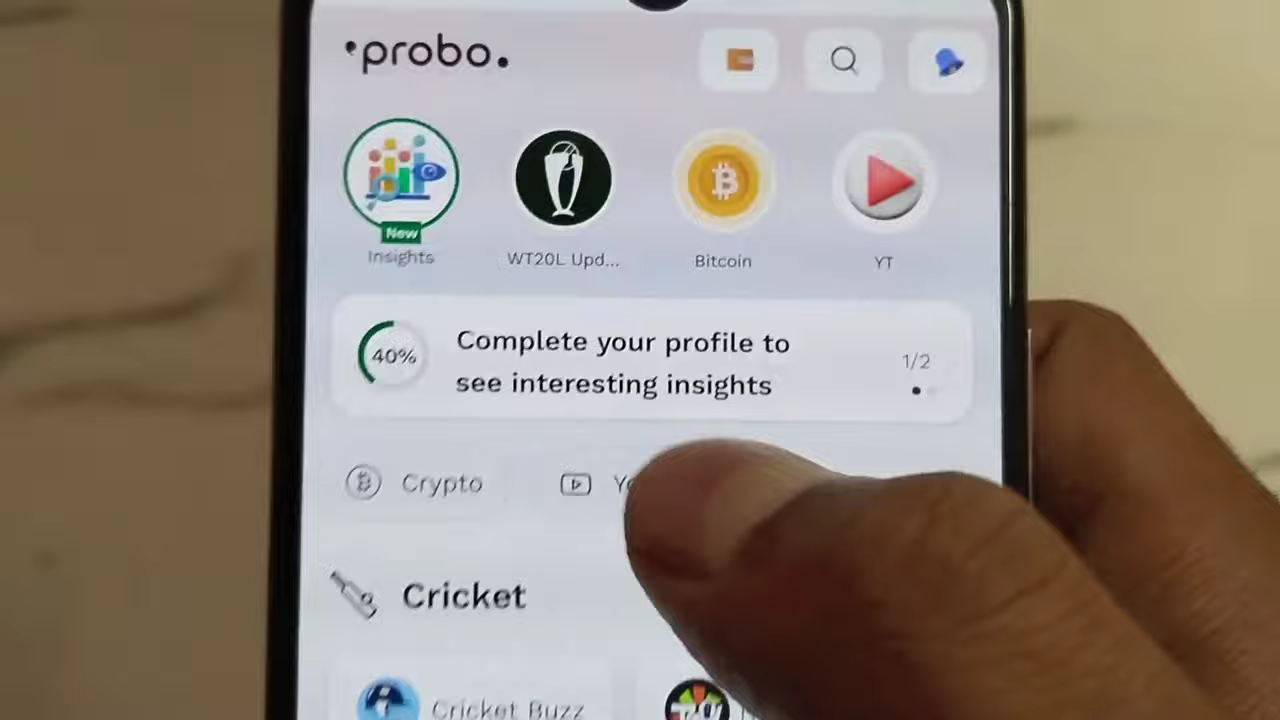 probo.
New
Insights
WT20L Upd...
Bitcoin
YT
40%
Complete your profile to
see interesting insights
1/2
Crypto
Cricket
Cricket Buzz